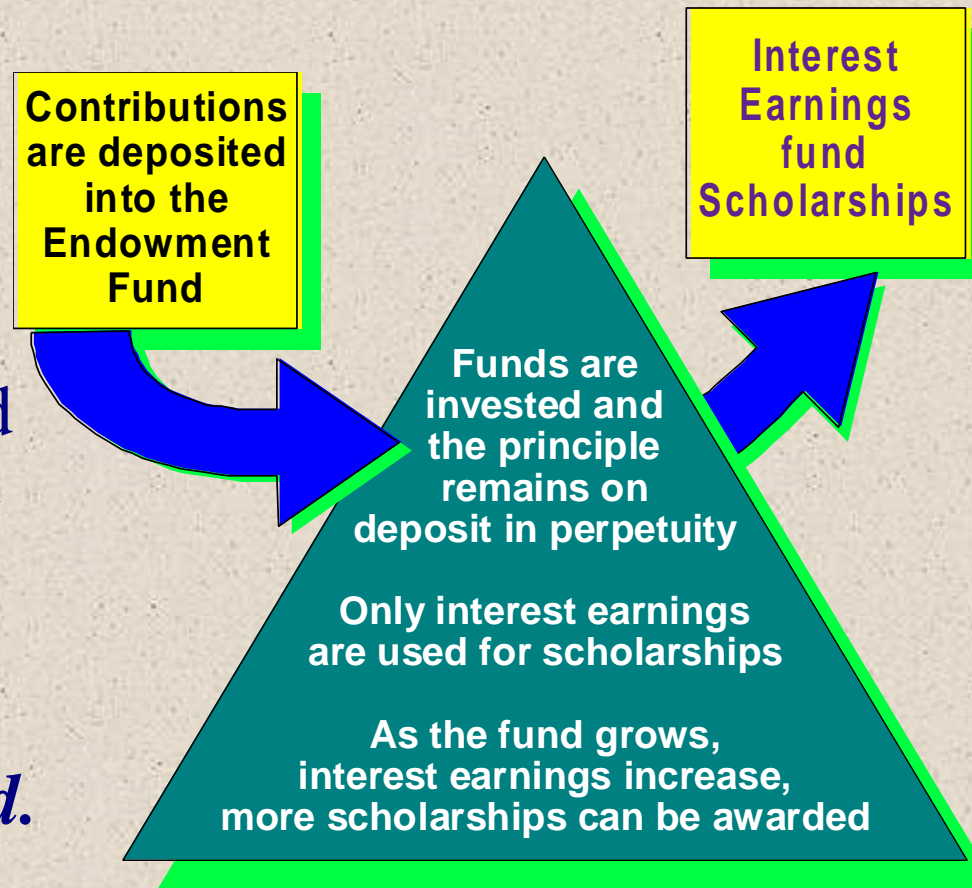 Contributions
are deposited
into the
Endowment
Fund
Interest
Earnings
fund
Scholarships
Funds are
invested and
the principle
remains on
deposit in perpetuity
Only interest earnings
are used for scholarships
As the fund grows,
interest earnings increase,
more scholarships can be awarded
d
d.